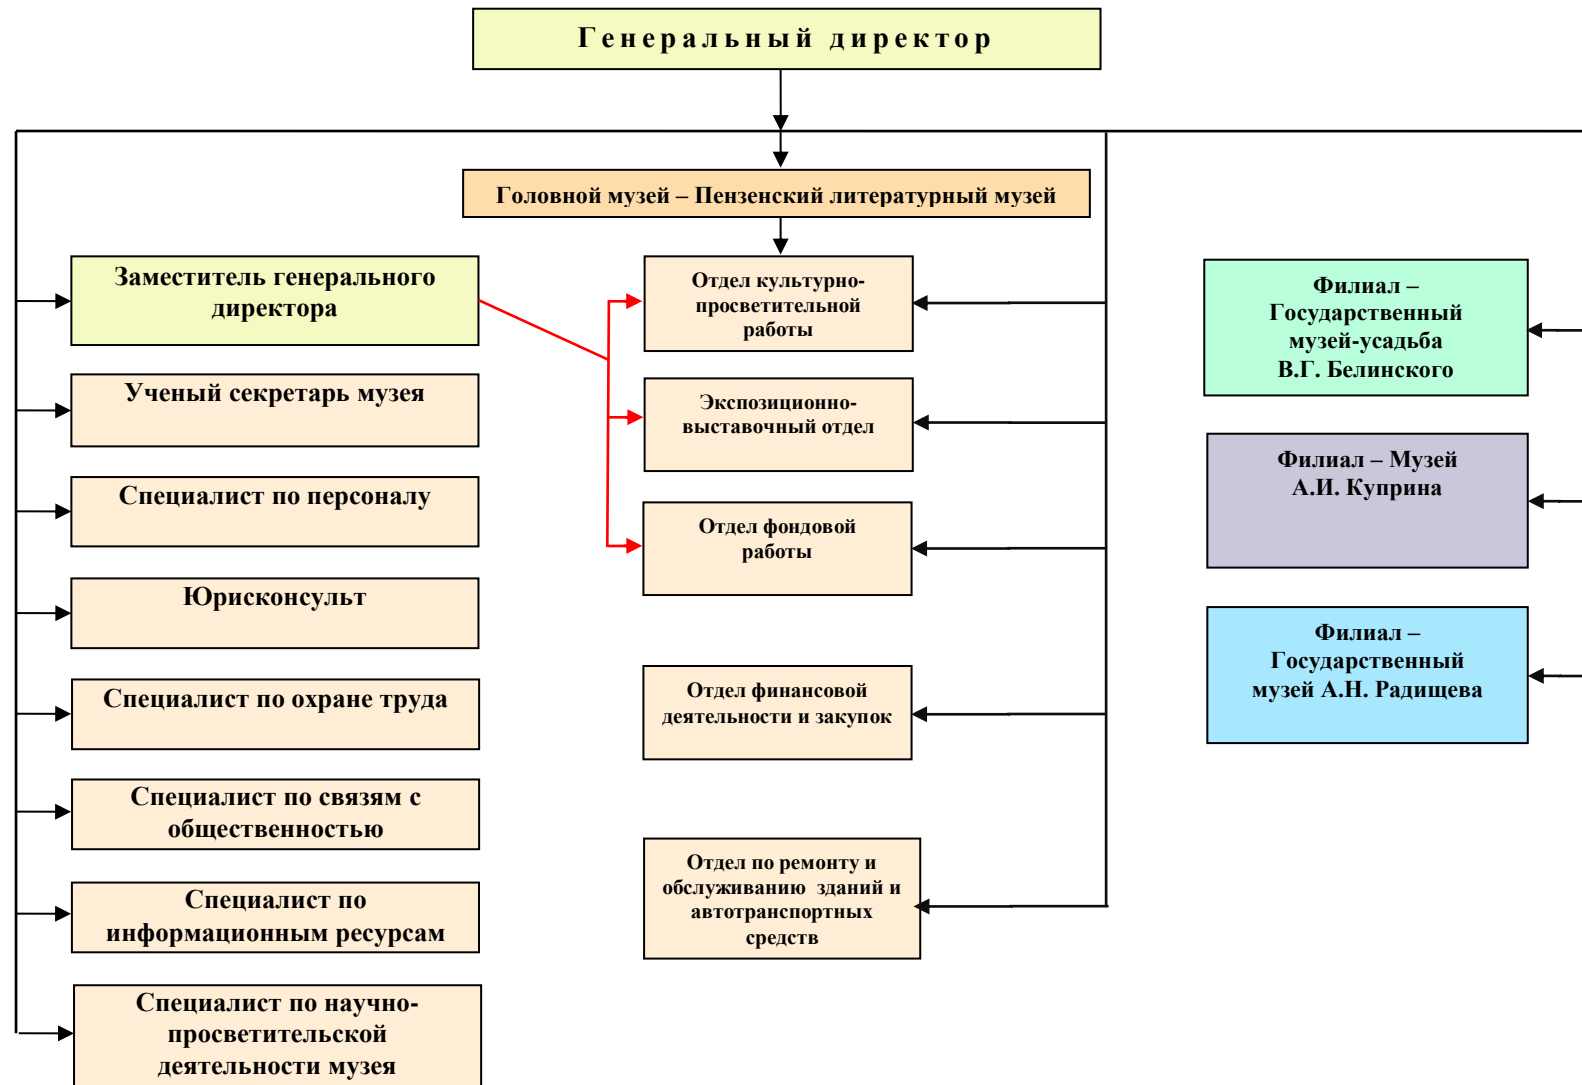 Генеральный директор
Головной музей – Пензенский литературный музей
Заместитель генерального
директора
Ученый секретарь музея
Специалист по персоналу
Юрисконсульт
Специалист по охране труда
Специалист по связям с
общественностью
Специалист по
информационным ресурсам
Специалист по научно-
просветительской
деятельности музея
Отдел культурно-
просветительной
работы
Экспозиционно-
выставочный отдел
Отдел фондовой
работы
Отдел финансовой
деятельности и закупок
Отдел по ремонту и
обслуживанию зданий и
автотранспортных
средств
Филиал –
Государственный
музей-усадьба
В.Г. Белинского
Филиал – Музей
А.И. Куприна
Филиал –
Государственный
музей А.Н. Радищева